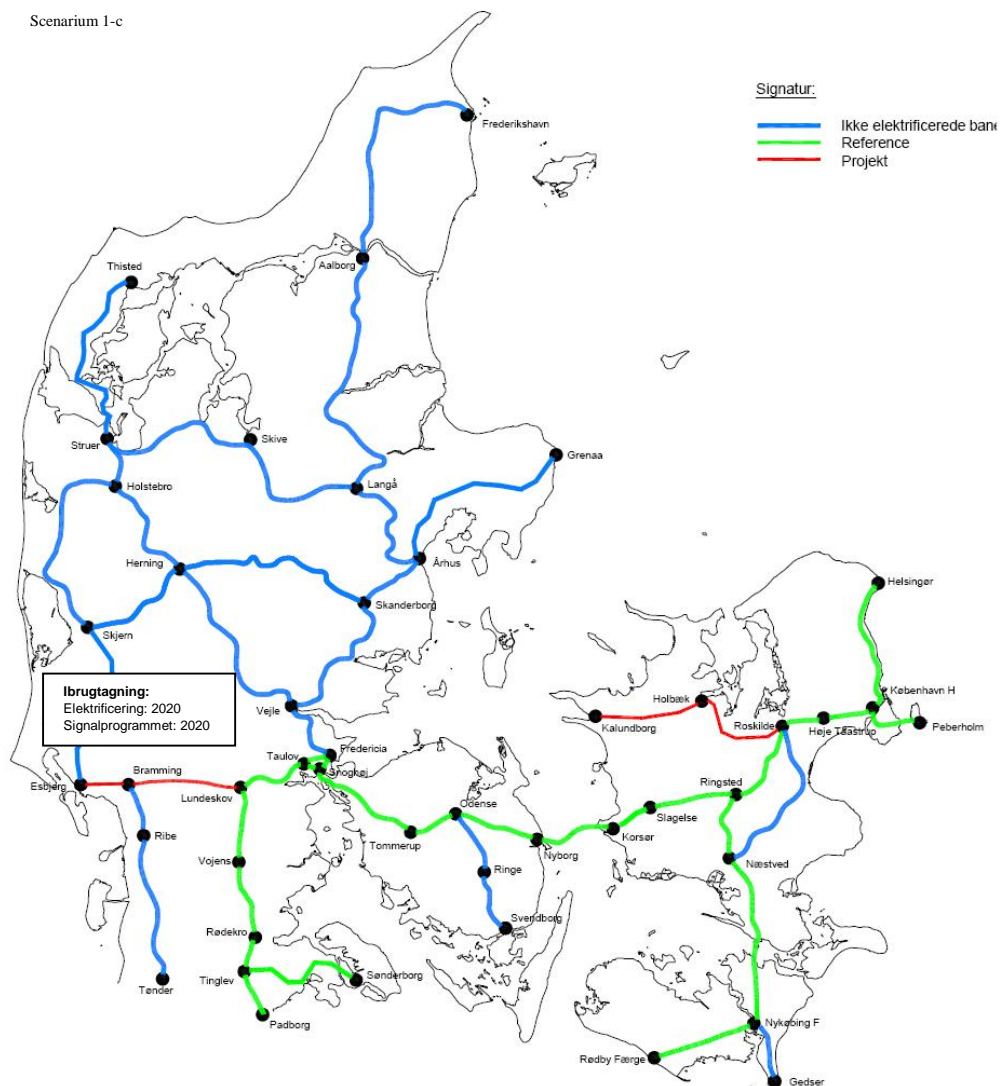 Scenarium 1-c
Signatur:
Ikke elektrificerede bane
Reference
Projekt
Frederikshavn
Aalborg
Thisted
Struer
Skive
Grenaa
Holstebro
Langå
Herning
Århus
Helsingør
Skanderborg
Skjern
Ibrugtagning:
Elektrificering: 2020
Signalprogrammet: 2020
Vejle
Holbæk
København H
Kalundborg
Roskilde
Høje Taastrup
Peberholm
Fredericia
Taulov
Snoghøj
Esbjerg
Bramming
Lundeskov
Ringsted
Odense
Slagelse
Korsør
Tommerup
Nyborg
Ribe
Vojens
Ringe
Næstved
Svendborg
Rødekro
Tinglev
Sønderborg
Tønder
Padborg
Nykøbing F
Rødby Færge
Gedser